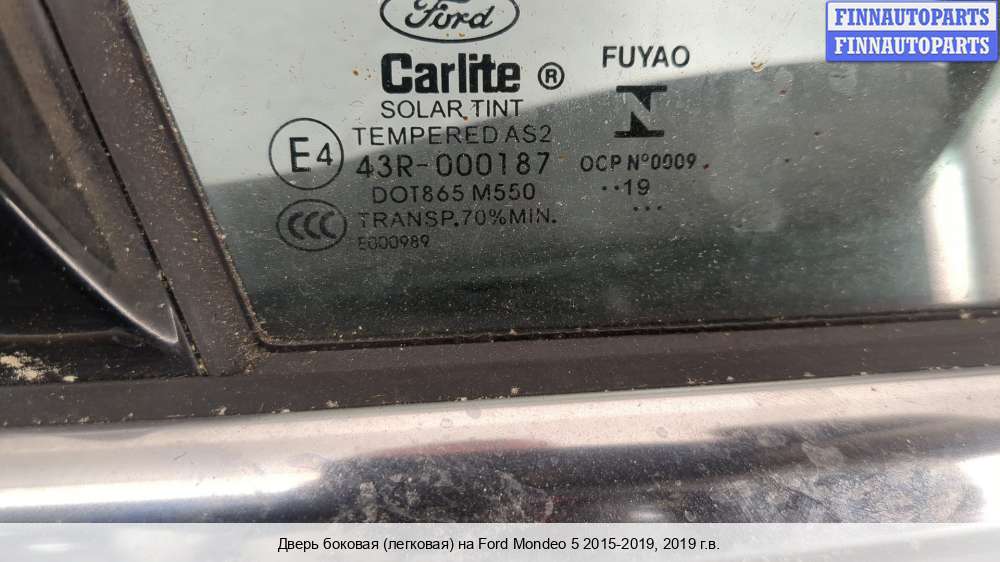 FINNAUTOPARTS
FINNAUTOPARTS
Ford
Carlite ®
SOLAR TINT
TEMPERED AS2
43R-000187
DOT865 M550
TRANSP.70%MIN.
E000989
E4
CCC
FUYAO
OCP Nº0009 .
··19
...
Дверь боковая (легковая) на Ford Mondeo 5 2015-2019, 2019 г.в.